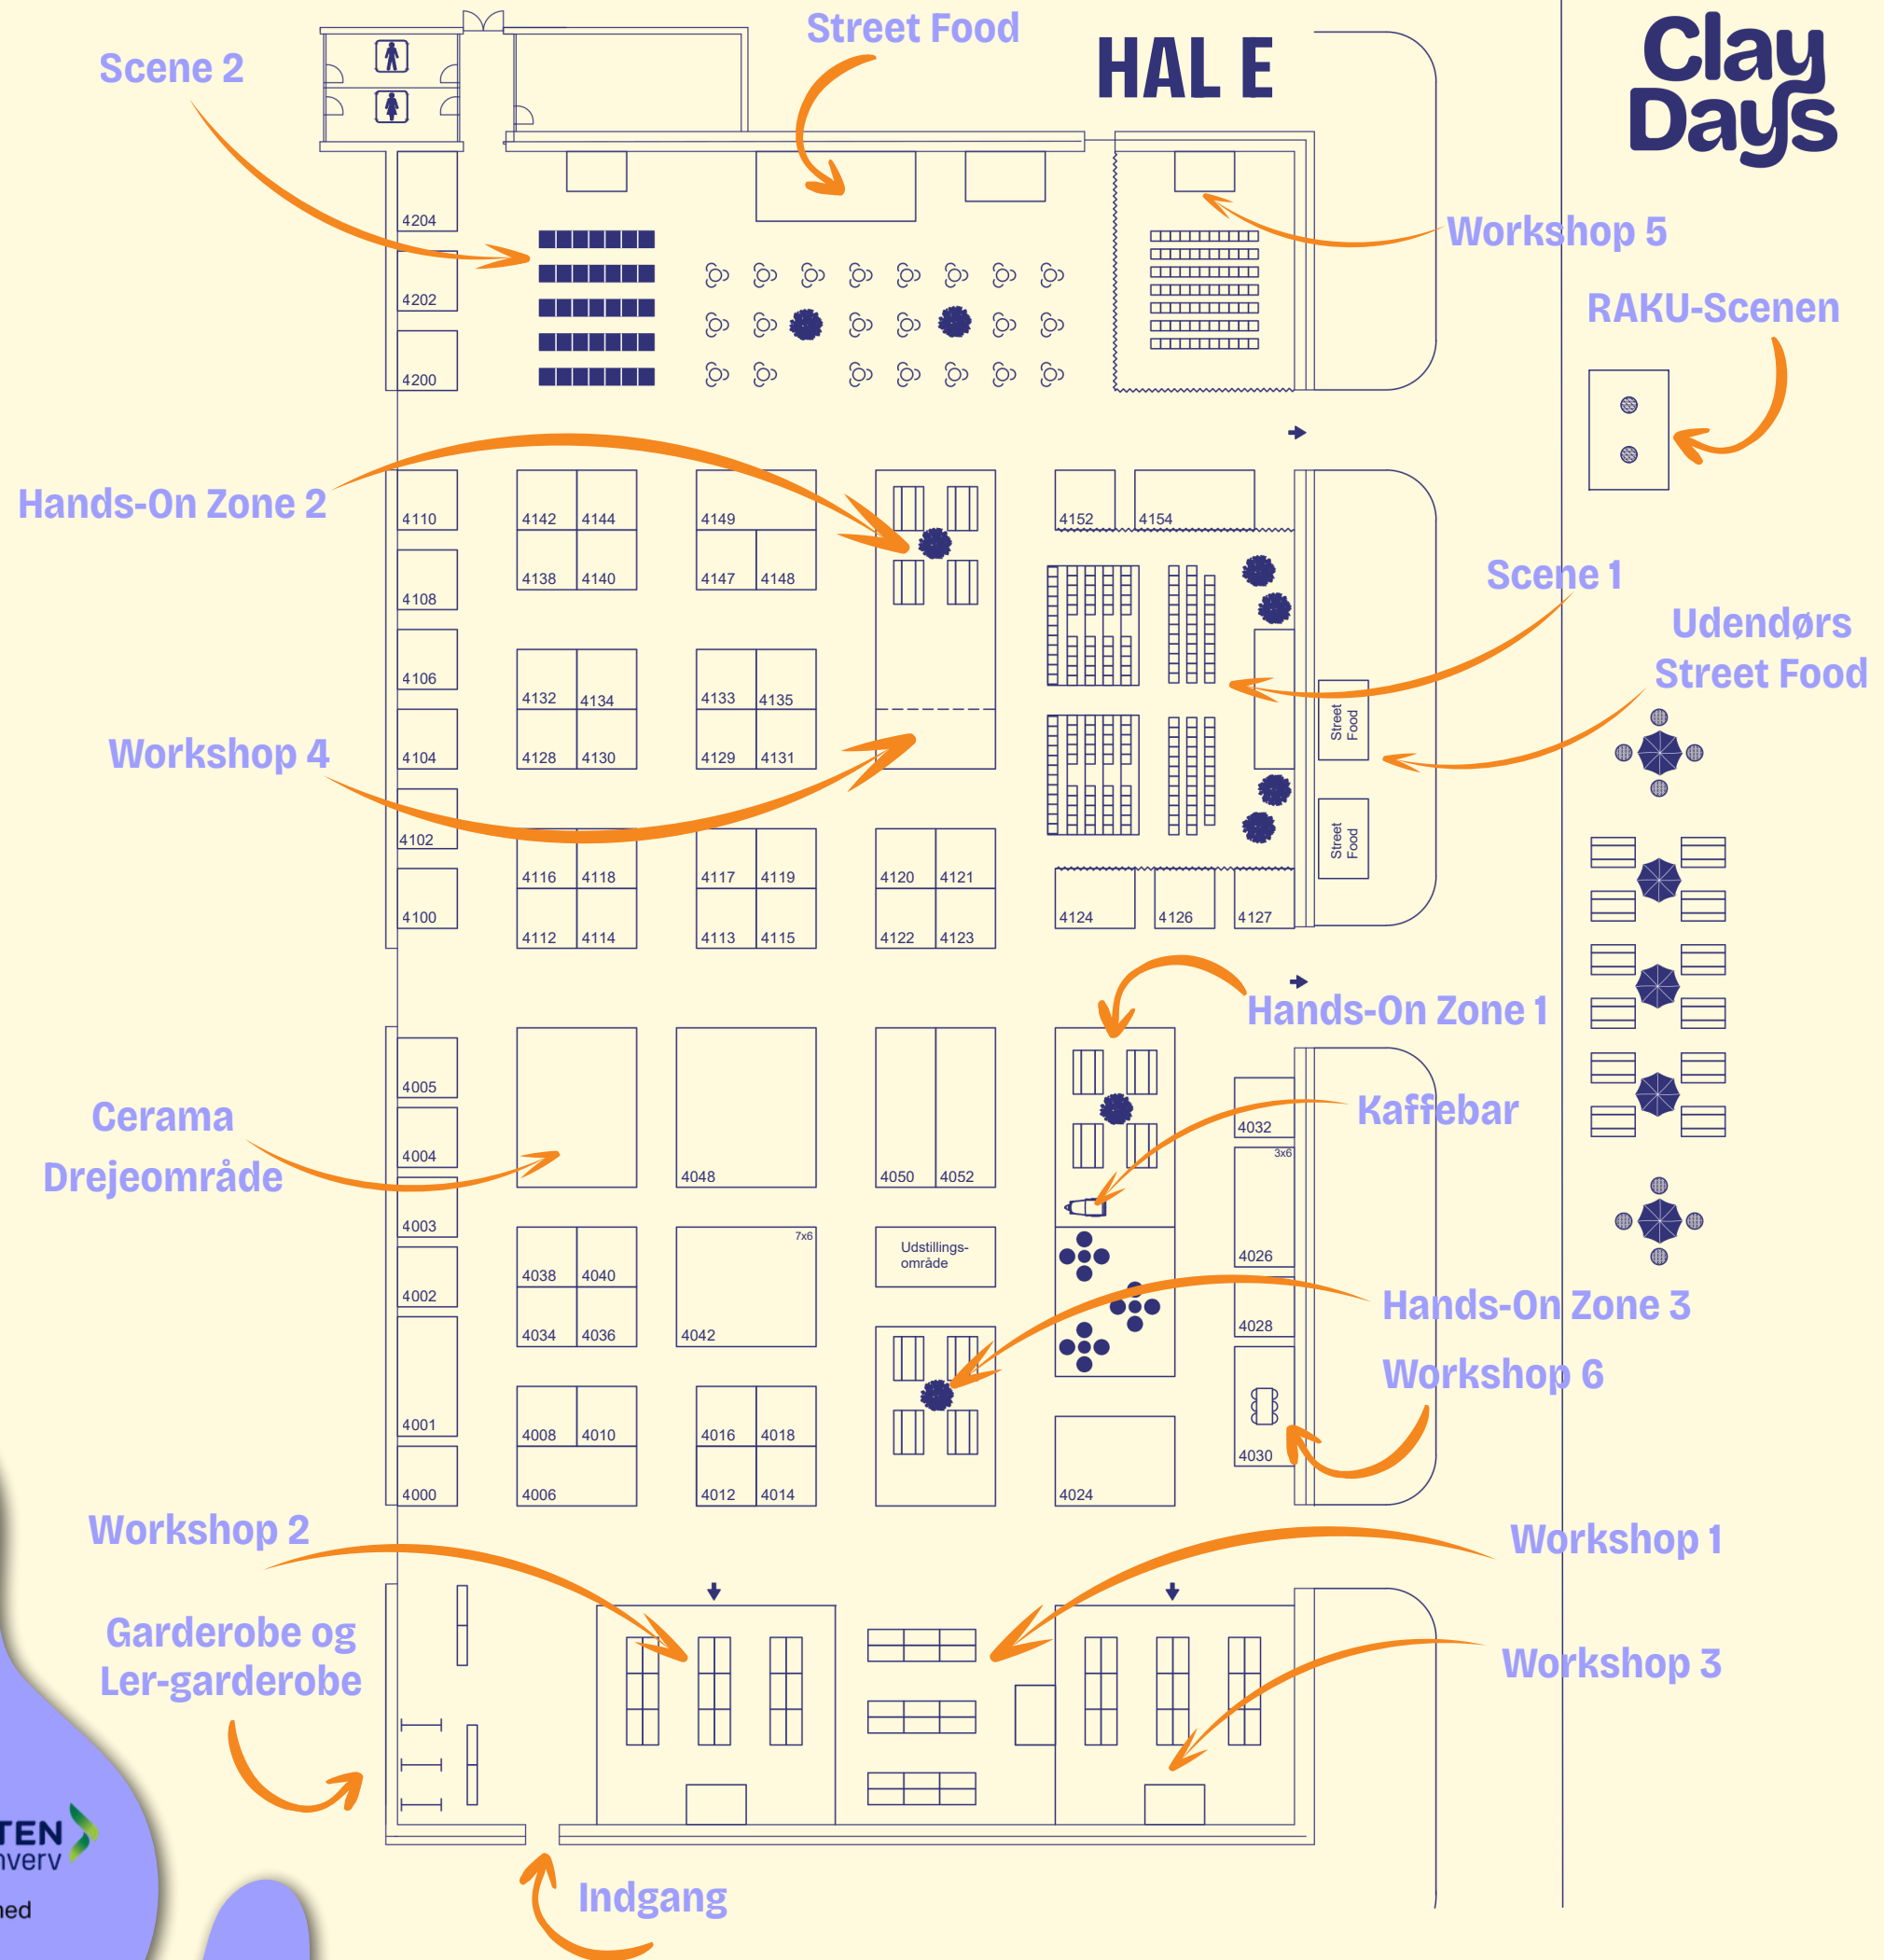 Street Food
HAL E
Clay
Days
Scene 2
4204
Workshop 5
4202
RAKU-Scenen
4200
Hands-On Zone 2
4110
4142 4144
4149
4152 4154
4138 4140
4147 4148
4108
Scene 1
Udendørs
Street Food
4106
4132 4134
4133 4135
Street
Food
Workshop 4
4104
4128 4130
4129 4131
4102
Street
Food
4116 4118
4117 4119
4120 4121
4100
4112 4114
4113 4115
4122 4123
4124 4126 4127
Hands-On Zone 1
4005
Cerama
Drejeområde
Kaffebar
4032
4004
4048
4050 4052
3x6
4003
7x6
Udstillings-
område
4026
4002
4038 4040
Hands-On Zone 3
4034 4036
4042
4028
Workshop 6
4001
4008 4010
4016 4018
4030
4000
4006
4012 4014
4024
Workshop 2
Workshop 1
Garderobe og
Ler-garderobe
Workshop 3
TEN
nverv
ned
Indgang